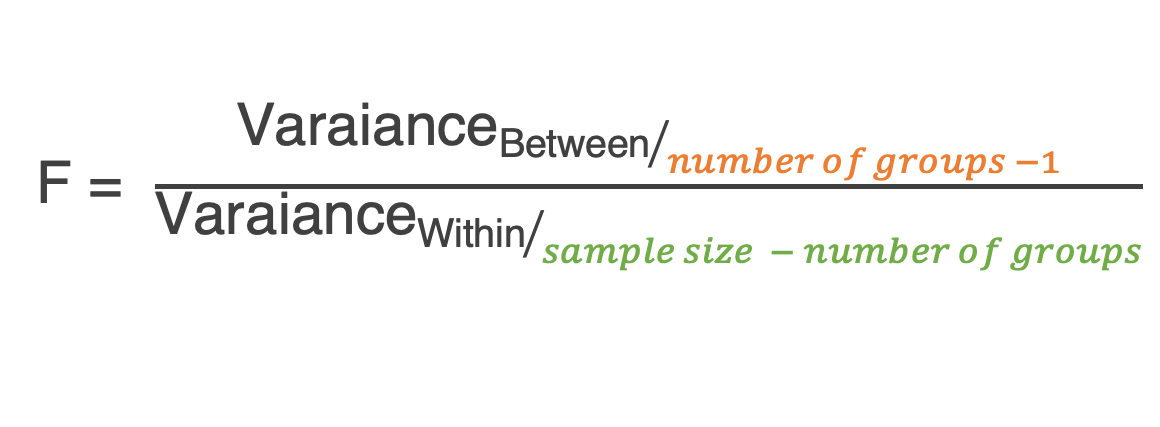 VaraianceBetween/number of groups −1
F =
VaraianceWithin/sample size − number of groups